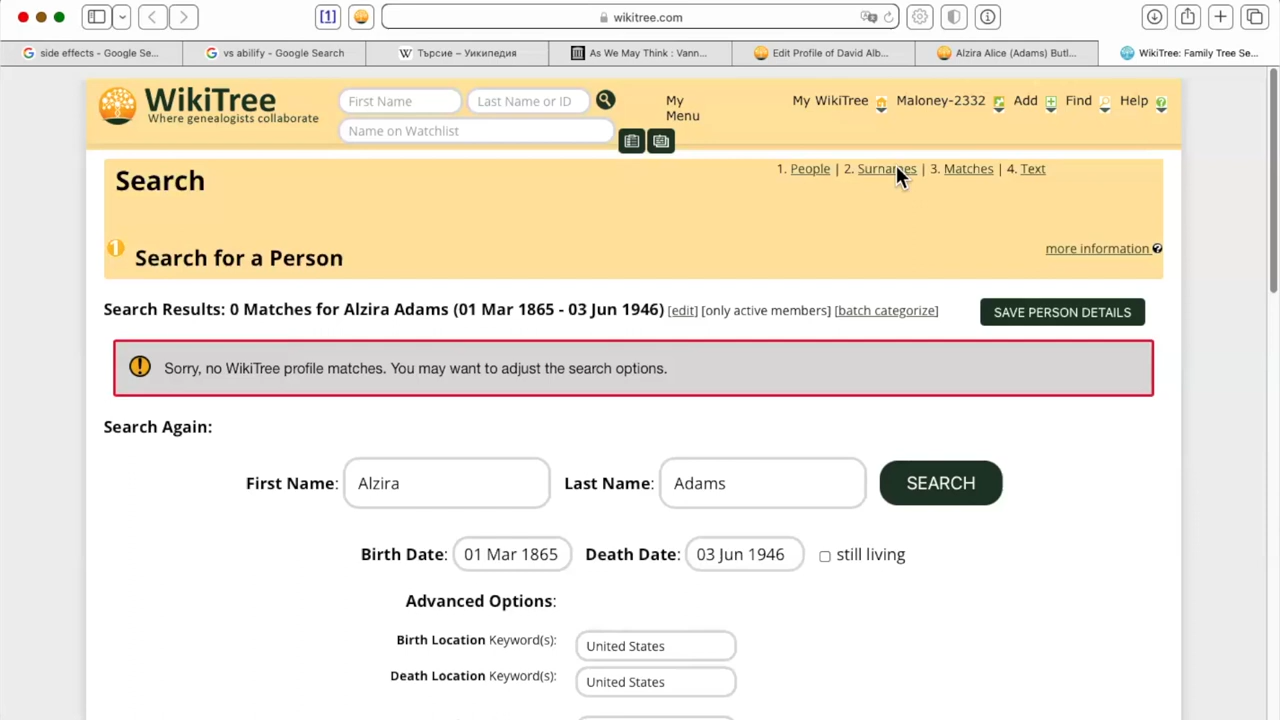 [1]
wikitree.com
side effects - Google Se...
vs abilify - Google Search
Търсие – Уикипедия
As We May Think : Vann...
Edit Profile of David Alb...
Alzira Alice (Adams) Butl...
WikiTree: Family Tree Se...
WikiTree
Where genealogists collaborate
First Name
Last Name or ID
Name on Watchlist
My Menu
My WikiTree
Maloney-2332
Add
Find
Help
Search
1. People | 2. Surnames | 3. Matches | 4. Text
1 Search for a Person
more information
Search Results: 0 Matches for Alzira Adams (01 Mar 1865 - 03 Jun 1946) [edit] [only active members] [batch categorize]
SAVE PERSON DETAILS
Sorry, no WikiTree profile matches. You may want to adjust the search options.
Search Again:
First Name: Alzira Last Name: Adams SEARCH
Birth Date: 01 Mar 1865 Death Date: 03 Jun 1946 still living
Advanced Options:
Birth Location Keyword(s): United States
Death Location Keyword(s): United States